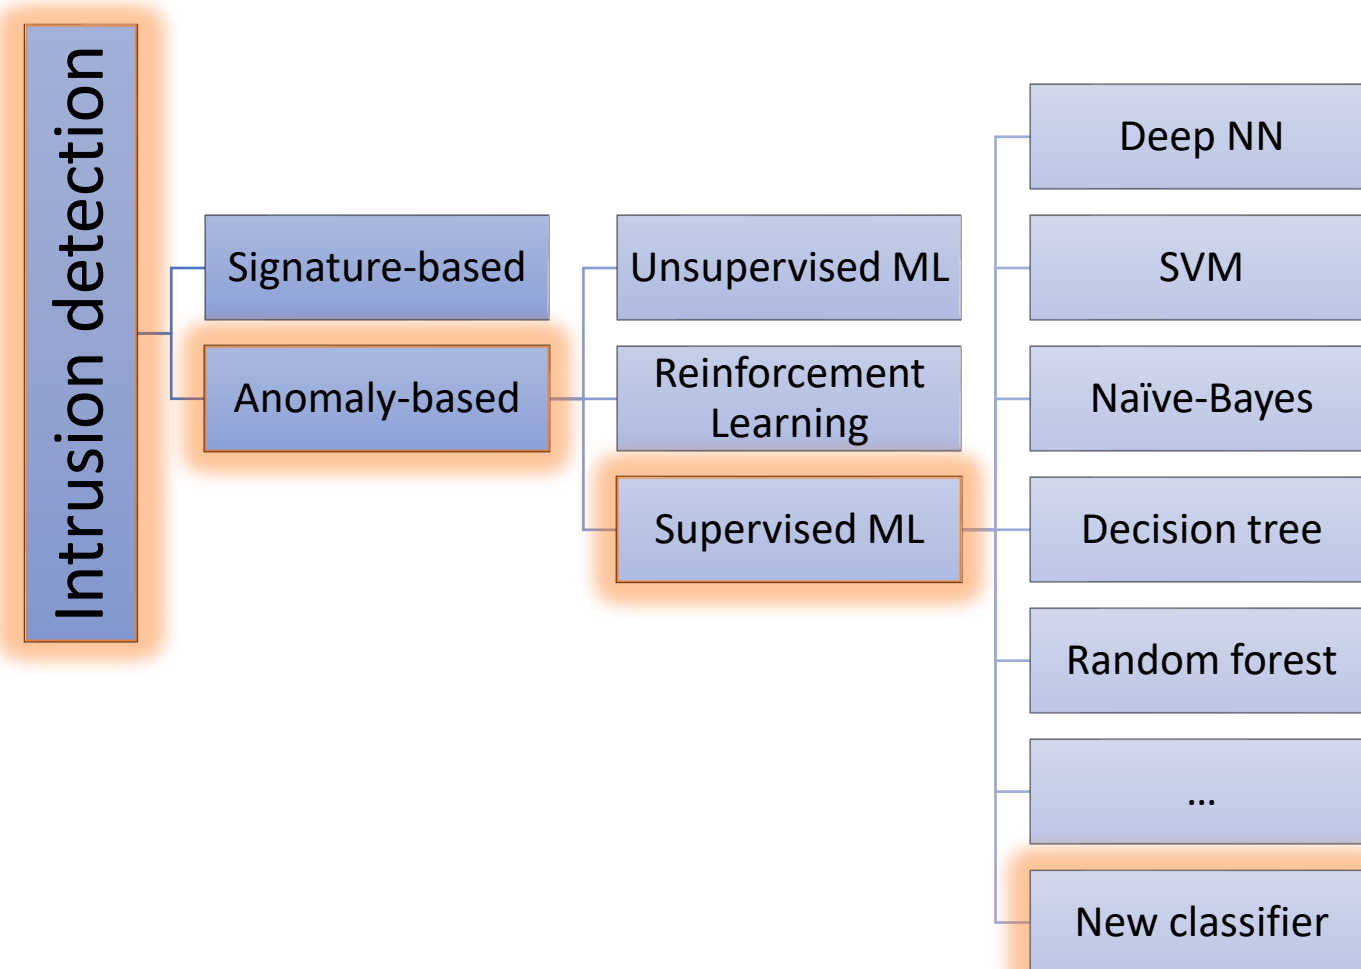 Intrusion detection
Signature-based
Anomaly-based
Unsupervised ML
Reinforcement
Learning
Supervised ML
Deep NN
SVM
Naïve-Bayes
Decision tree
Random forest
...
New classifier